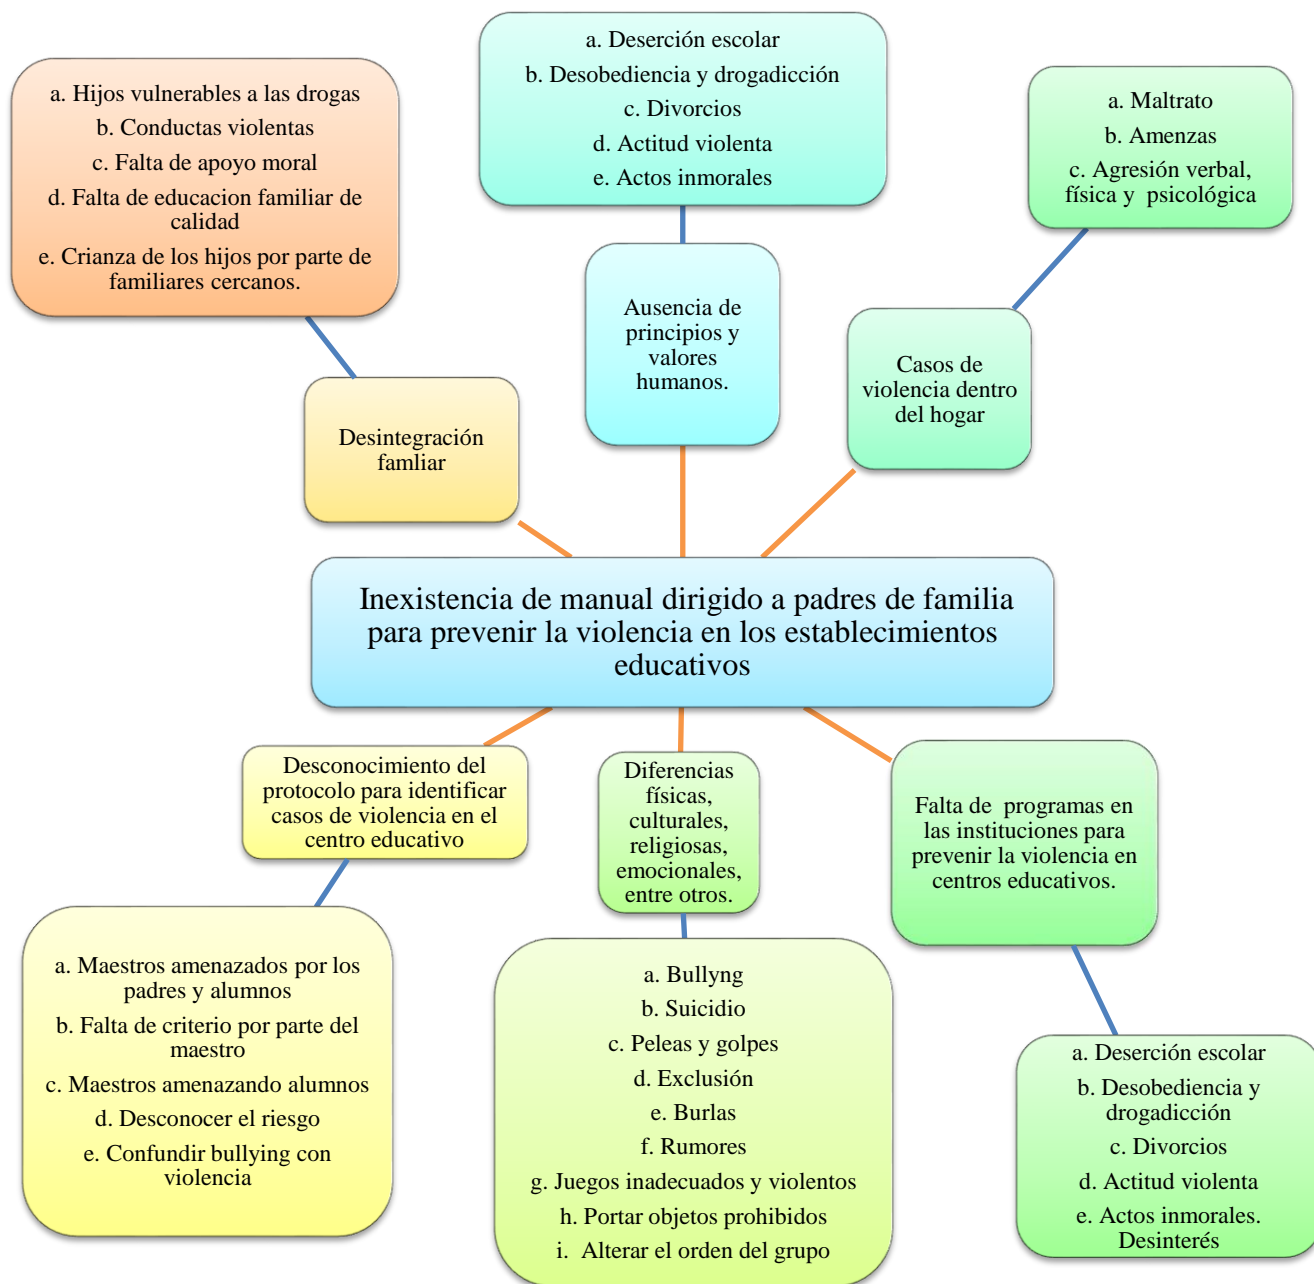 a. Deserción escolar
b. Desobediencia y drogadicción
c. Divorcios
d. Actitud violenta
e. Actos inmorales
a. Hijos vulnerables a las drogas
b. Conductas violentas
c. Falta de apoyo moral
d. Falta de educacion familiar de
calidad
e. Crianza de los hijos por parte de
familiares cercanos.
a. Maltrato
b. Amenzas
c. Agresión verbal,
física y psicológica
Ausencia de
principios y
valores
humanos.
Casos de
violencia dentro
del hogar
Desintegración
famliar
Inexistencia de manual dirigido a padres de familia
para prevenir la violencia en los establecimientos
educativos
Desconocimiento del
protocolo para identificar
casos de violencia en el
centro educativo
Diferencias
físicas,
culturales,
religiosas,
emocionales,
entre otros.
Falta de programas en
las instituciones para
prevenir la violencia en
centros educativos.
a. Maestros amenazados por los
padres y alumnos
b. Falta de criterio por parte del
maestro
c. Maestros amenazando alumnos
d. Desconocer el riesgo
e. Confundir bullying con
violencia
a. Bullyng
b. Suicidio
c. Peleas y golpes
d. Exclusión
e. Burlas
f. Rumores
g. Juegos inadecuados y violentos
h. Portar objetos prohibidos
i. Alterar el orden del grupo
a. Deserción escolar
b. Desobediencia y
drogadicción
c. Divorcios
d. Actitud violenta
e. Actos inmorales.
Desinterés